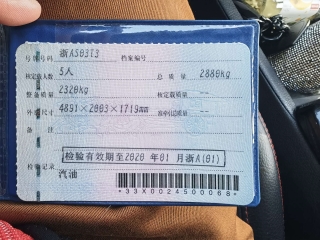 号牌号码 浙AS03T3 档案编号
核定载人数 5人 总质量 2880kg
整备质量 2320kg 核定载质量 --
外廓尺寸 4891×2003×1719mm 准牵引总质量 --
备注
检验有效期至2020年01月浙A(01)
检验记录
汽油
*33X0024500068*